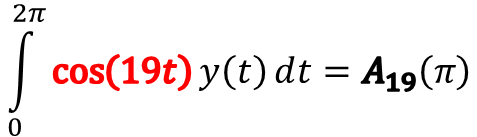 2π
∫ cos(19t) y(t) dt = A₁₉(π)
0